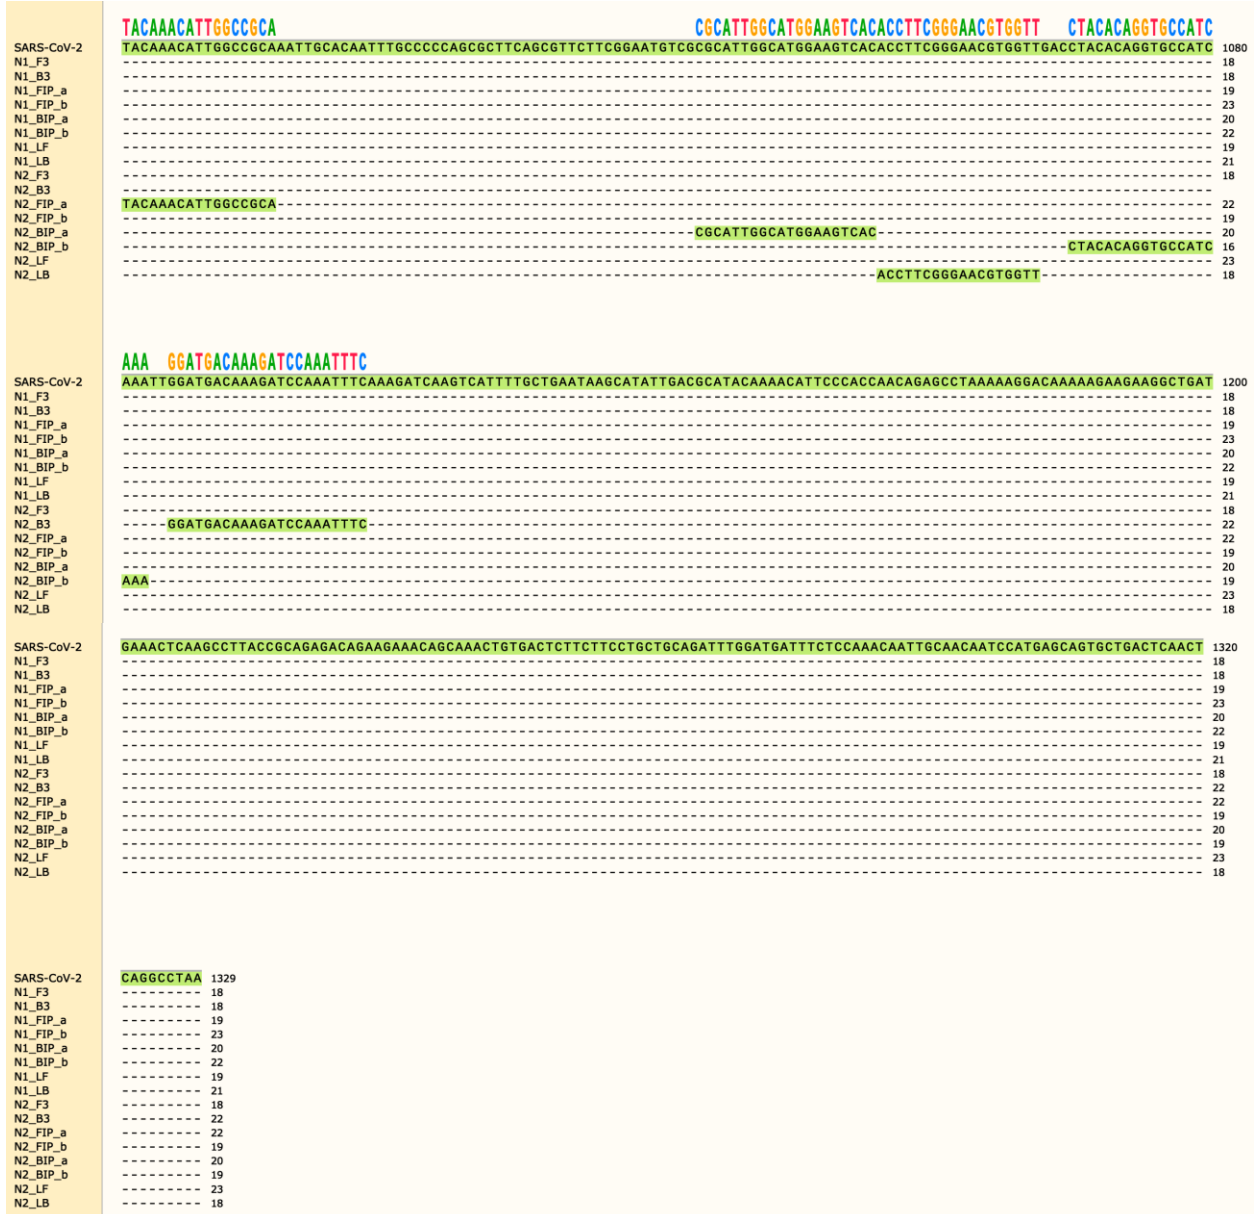 TACAAACATTGGCCGCA CGCATTGGCATGGAAGTCACACCTTCGGGAACGTGGTT CTACACAGGTGCCATC
SARS-CoV-2 TACAAACATTGGCCGCAAATTGCACAATTTGCCCCCAGCGCTTCAGCGTTCTTCGGAATGTCGCGCATTGGCATGGAAGTCACACCTTCGGGAACGTGGTTGACCTACACAGGTGCCATC 1080
N1_F3 --- 18
N1_B3 --- 18
N1_FIP_a --- 19
N1_FIP_b --- 23
N1_BIP_a --- 20
N1_BIP_b --- 22
N1_LF --- 19
N1_LB --- 21
N2_F3 --- 18
N2_B3 ---
N2_FIP_a TACAAACATTGGCCGCA--- 22
N2_FIP_b --- 19
N2_BIP_a ---CGCATTGGCATGGAAGTCAC--- 20
N2_BIP_b ---CTACACAGGTGCCATC 16
N2_LF --- 23
N2_LB ---ACCTTCGGGAACGTGGTT--- 18
AAA GGATGACAAAGATCCAAATTTC
SARS-CoV-2 AAATTGGATGACAAAGATCCAAATTTCAAAGATCAAGTCATTTTGCTGAATAAGCATATTGACGCATACAAAACATTCCCACCAACAGAGCCTAAAAAGGACAAAAAGAAGAAGGCTGAT 1200
N1_F3 --- 18
N1_B3 --- 18
N1_FIP_a --- 19
N1_FIP_b --- 23
N1_BIP_a --- 20
N1_BIP_b --- 22
N1_LF --- 19
N1_LB --- 21
N2_F3 --- 18
N2_B3 -----GGATGACAAAGATCCAAATTTC--- 22
N2_FIP_a --- 22
N2_FIP_b --- 19
N2_BIP_a --- 20
N2_BIP_b AAA--- 19
N2_LF --- 23
N2_LB --- 18
SARS-CoV-2 GAAACTCAAGCCTTACCGCAGAGACAGAAGAAACAGCAAACTGTGACTCTTCTTCCTGCTGCAGATTTGGATGATTTCTCCAAACAATTGCAACAATCCATGAGCAGTGCTGACTCAACT 1320
N1_F3 --- 18
N1_B3 --- 18
N1_FIP_a --- 19
N1_FIP_b --- 23
N1_BIP_a --- 20
N1_BIP_b --- 22
N1_LF --- 19
N1_LB --- 21
N2_F3 --- 18
N2_B3 --- 22
N2_FIP_a --- 22
N2_FIP_b --- 19
N2_BIP_a --- 20
N2_BIP_b --- 19
N2_LF --- 23
N2_LB --- 18
SARS-CoV-2 CAGGCCTAA 1329
N1_F3 --------- 18
N1_B3 --------- 18
N1_FIP_a --------- 19
N1_FIP_b --------- 23
N1_BIP_a --------- 20
N1_BIP_b --------- 22
N1_LF --------- 19
N1_LB --------- 21
N2_F3 --------- 18
N2_B3 --------- 22
N2_FIP_a --------- 22
N2_FIP_b --------- 19
N2_BIP_a --------- 20
N2_BIP_b --------- 19
N2_LF --------- 23
N2_LB --------- 18